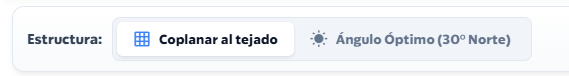 Estructura: Coplanar al tejado Ángulo Óptimo (30º Norte)